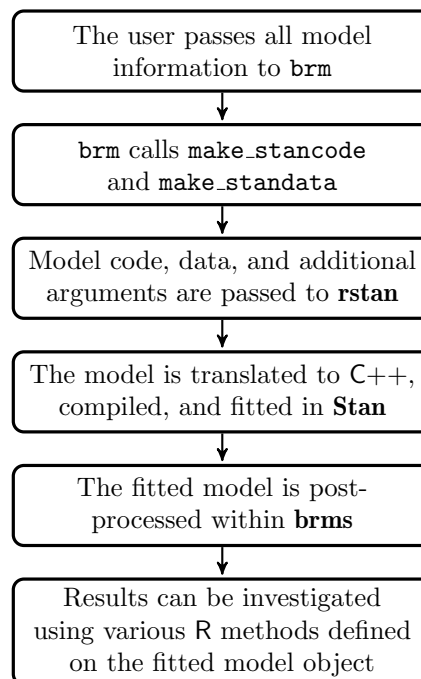 The user passes all model
information to brm
brm calls make_stancode
and make_standata
Model code, data, and additional
arguments are passed to rstan
The model is translated to C++,
compiled, and fitted in Stan
The fitted model is post-
processed within brms
Results can be investigated
using various R methods defined
on the fitted model object